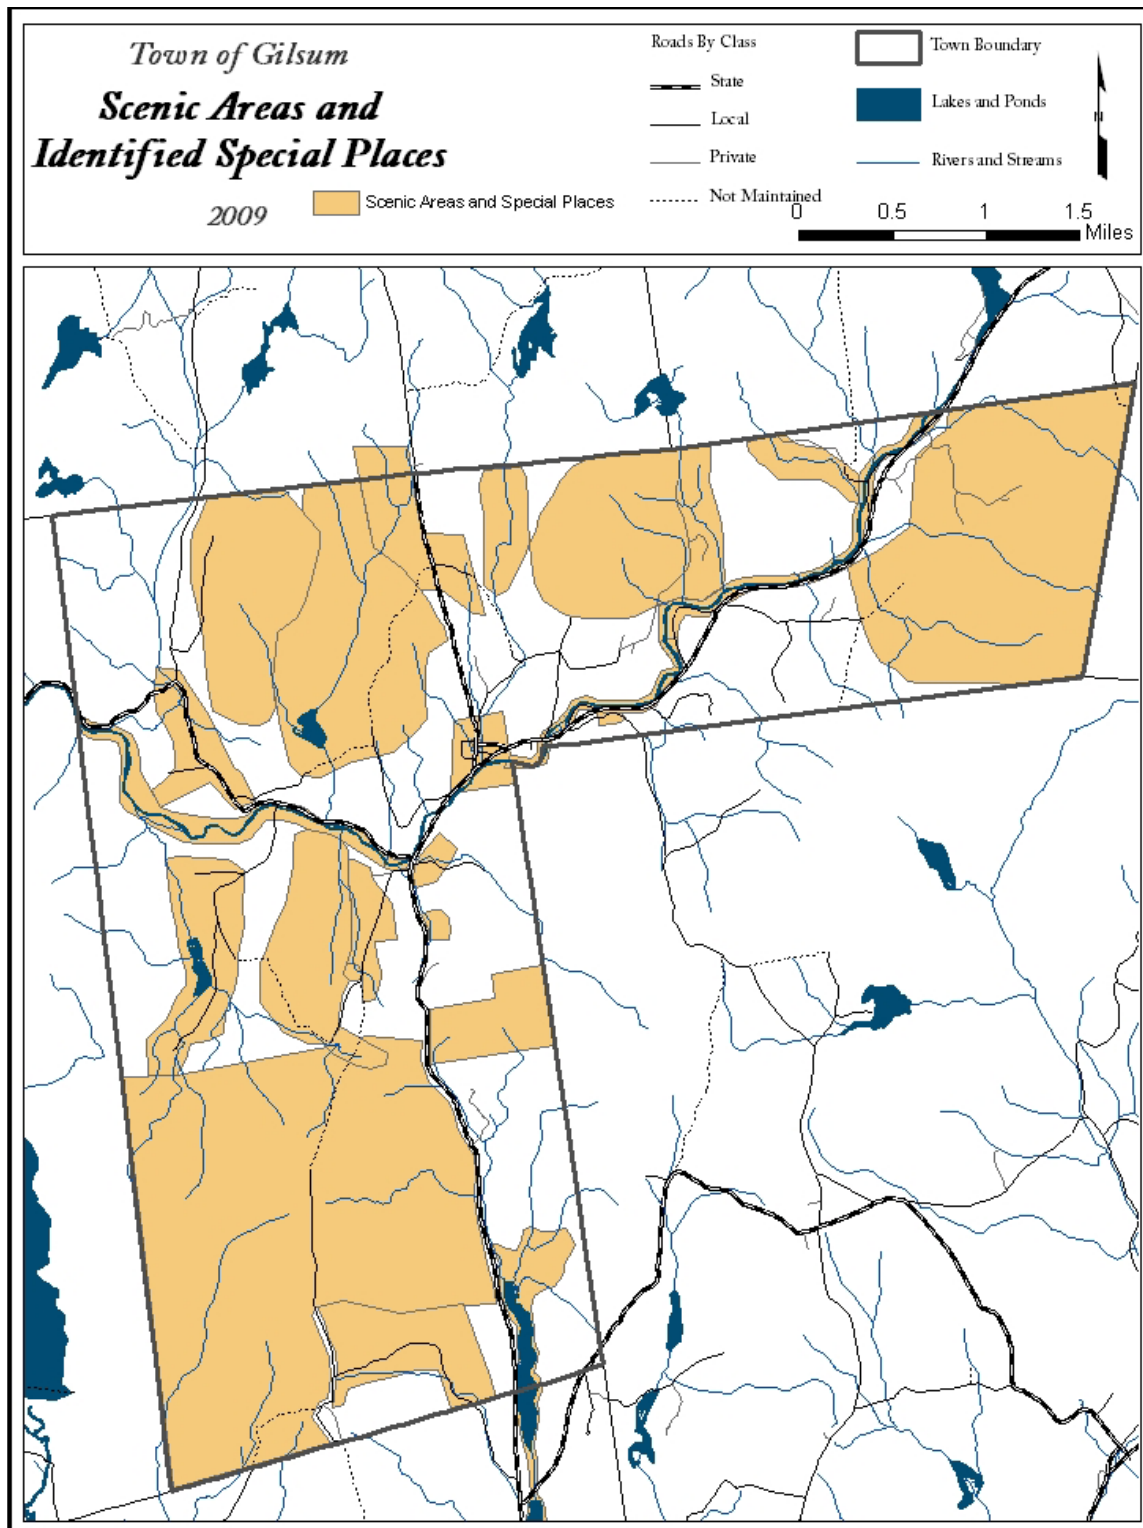 Town of Gilsum
Scenic Areas and
Identified Special Places
2009
Scenic Areas and Special Places
Roads By Class
State
Local
Private
Not Maintained
Town Boundary
Lakes and Ponds
Rivers and Streams
N
0 0.5 1 1.5
Miles